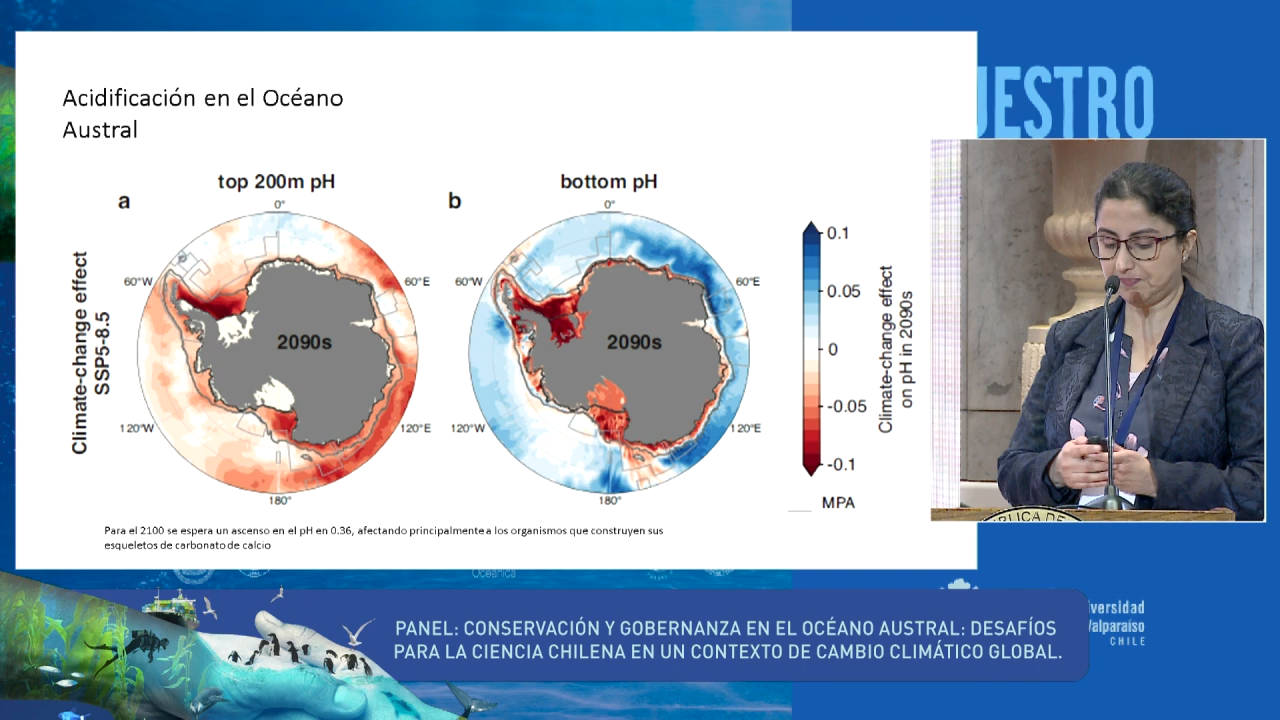 Acidificación en el Océano
Austral
top 200m pH
bottom pH
a
b
0°
0°
60°W
60°E
60°W
60°E
120°W
120°E
120°W
120°E
180°
180°
2090s
2090s
Climate-change effect
SSP5-8.5
0.1
0.05
0
-0.05
-0.1
Climate-change effect
on pH in 2090s
MPA
Para el 2100 se espera un ascenso en el pH en 0.36, afectando principalmente a los organismos que construyen sus
esqueletos de carbonato de calcio
UESTRO
ÚBLICA DE
Oceánica
PANEL: CONSERVACIÓN Y GOBERNANZA EN EL OCÉANO AUSTRAL: DESAFÍOS
PARA LA CIENCIA CHILENA EN UN CONTEXTO DE CAMBIO CLIMÁTICO GLOBAL.
versidad
Valparaíso
CHILE